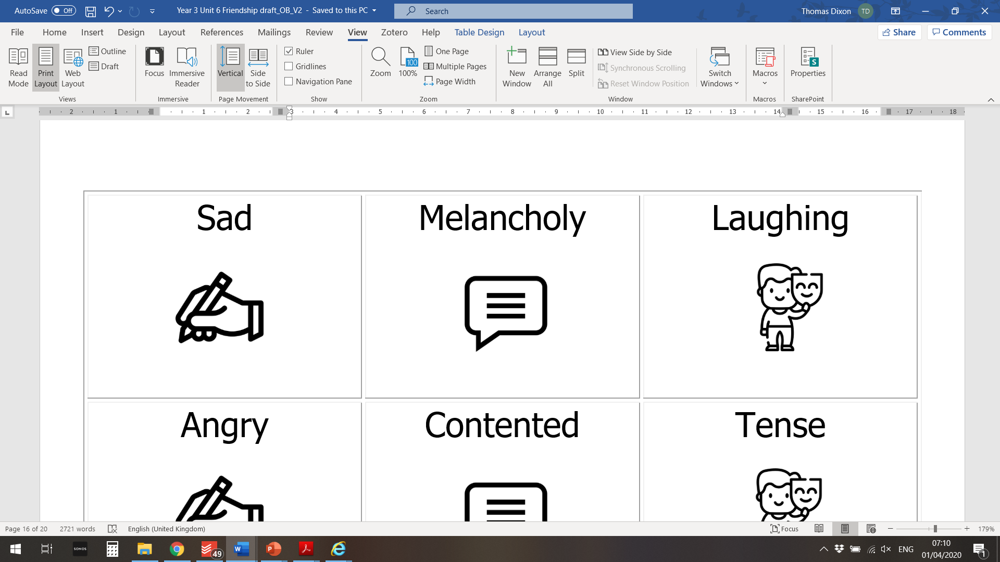 AutoSave Off Year 3 Unit 6 Friendship draft_OB_V2 - Saved to this PC Search Thomas Dixon TD
File Home Insert Design Layout References Mailings Review View Zotero Help Table Design Layout Share Comments
Read Mode
Print Layout
Web Layout
Outline
Draft
Views
Focus
Immersive Reader
Immersive
Vertical
Side to Side
Page Movement
Ruler
Gridlines
Navigation Pane
Show
Zoom
100
100%
One Page
Multiple Pages
Page Width
Zoom
New Window
Arrange All
Split
View Side by Side
Synchronous Scrolling
Reset Window Position
Window
Switch Windows
Macros
Macros
S
Properties
SharePoint
L
2 1 1 2 3 4 5 6 7 8 9 10 11 12 13 14 15 16 17 18
Sad Melancholy Laughing
Angry Contented Tense
Page 16 of 20 2721 words English (United Kingdom) Focus 179%
SONOS 49 W P ENG
07:10
01/04/2020
1